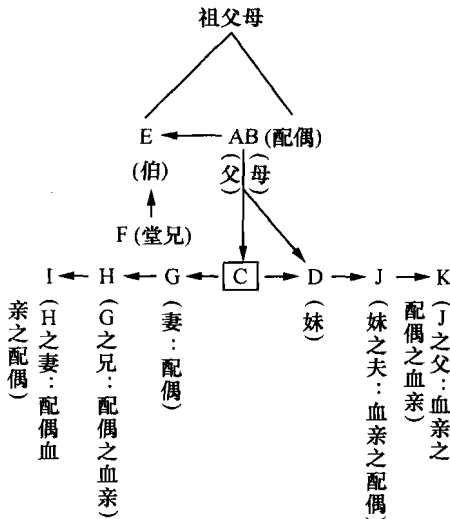 祖父母
E
AB (配偶)
(伯)
(父)
(母)
F (堂兄)
I
H
G
C
D
J
K
(H之妻：配偶血
亲之配偶)
(G之兄：配偶之血亲)
(妻：配偶)
(妹)
(妹之夫：血亲之配偶)
(J之父：血亲之
配偶之血亲)